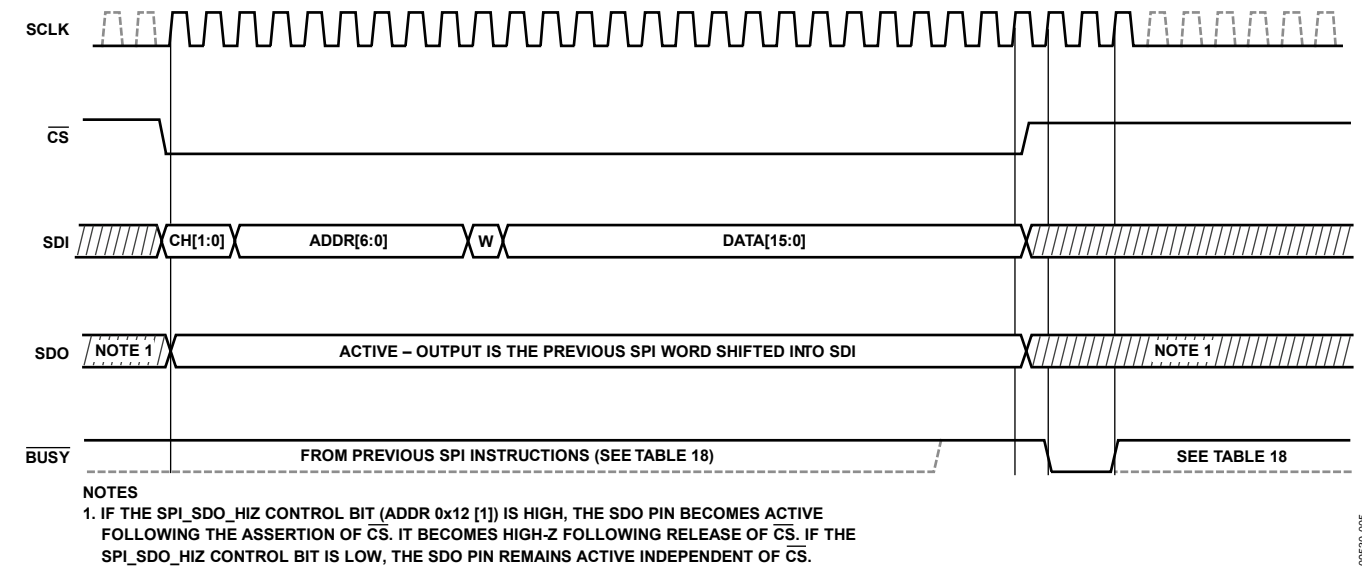 SCLK
CS
SDI
CH[1:0]
ADDR[6:0]
W
DATA[15:0]
SDO
NOTE 1
ACTIVE – OUTPUT IS THE PREVIOUS SPI WORD SHIFTED INTO SDI
NOTE 1
BUSY
FROM PREVIOUS SPI INSTRUCTIONS (SEE TABLE 18)
SEE TABLE 18
NOTES
1. IF THE SPI_SDO_HIZ CONTROL BIT (ADDR 0x12 [1]) IS HIGH, THE SDO PIN BECOMES ACTIVE
FOLLOWING THE ASSERTION OF CS. IT BECOMES HIGH-Z FOLLOWING RELEASE OF CS. IF THE
SPI_SDO_HIZ CONTROL BIT IS LOW, THE SDO PIN REMAINS ACTIVE INDEPENDENT OF CS.